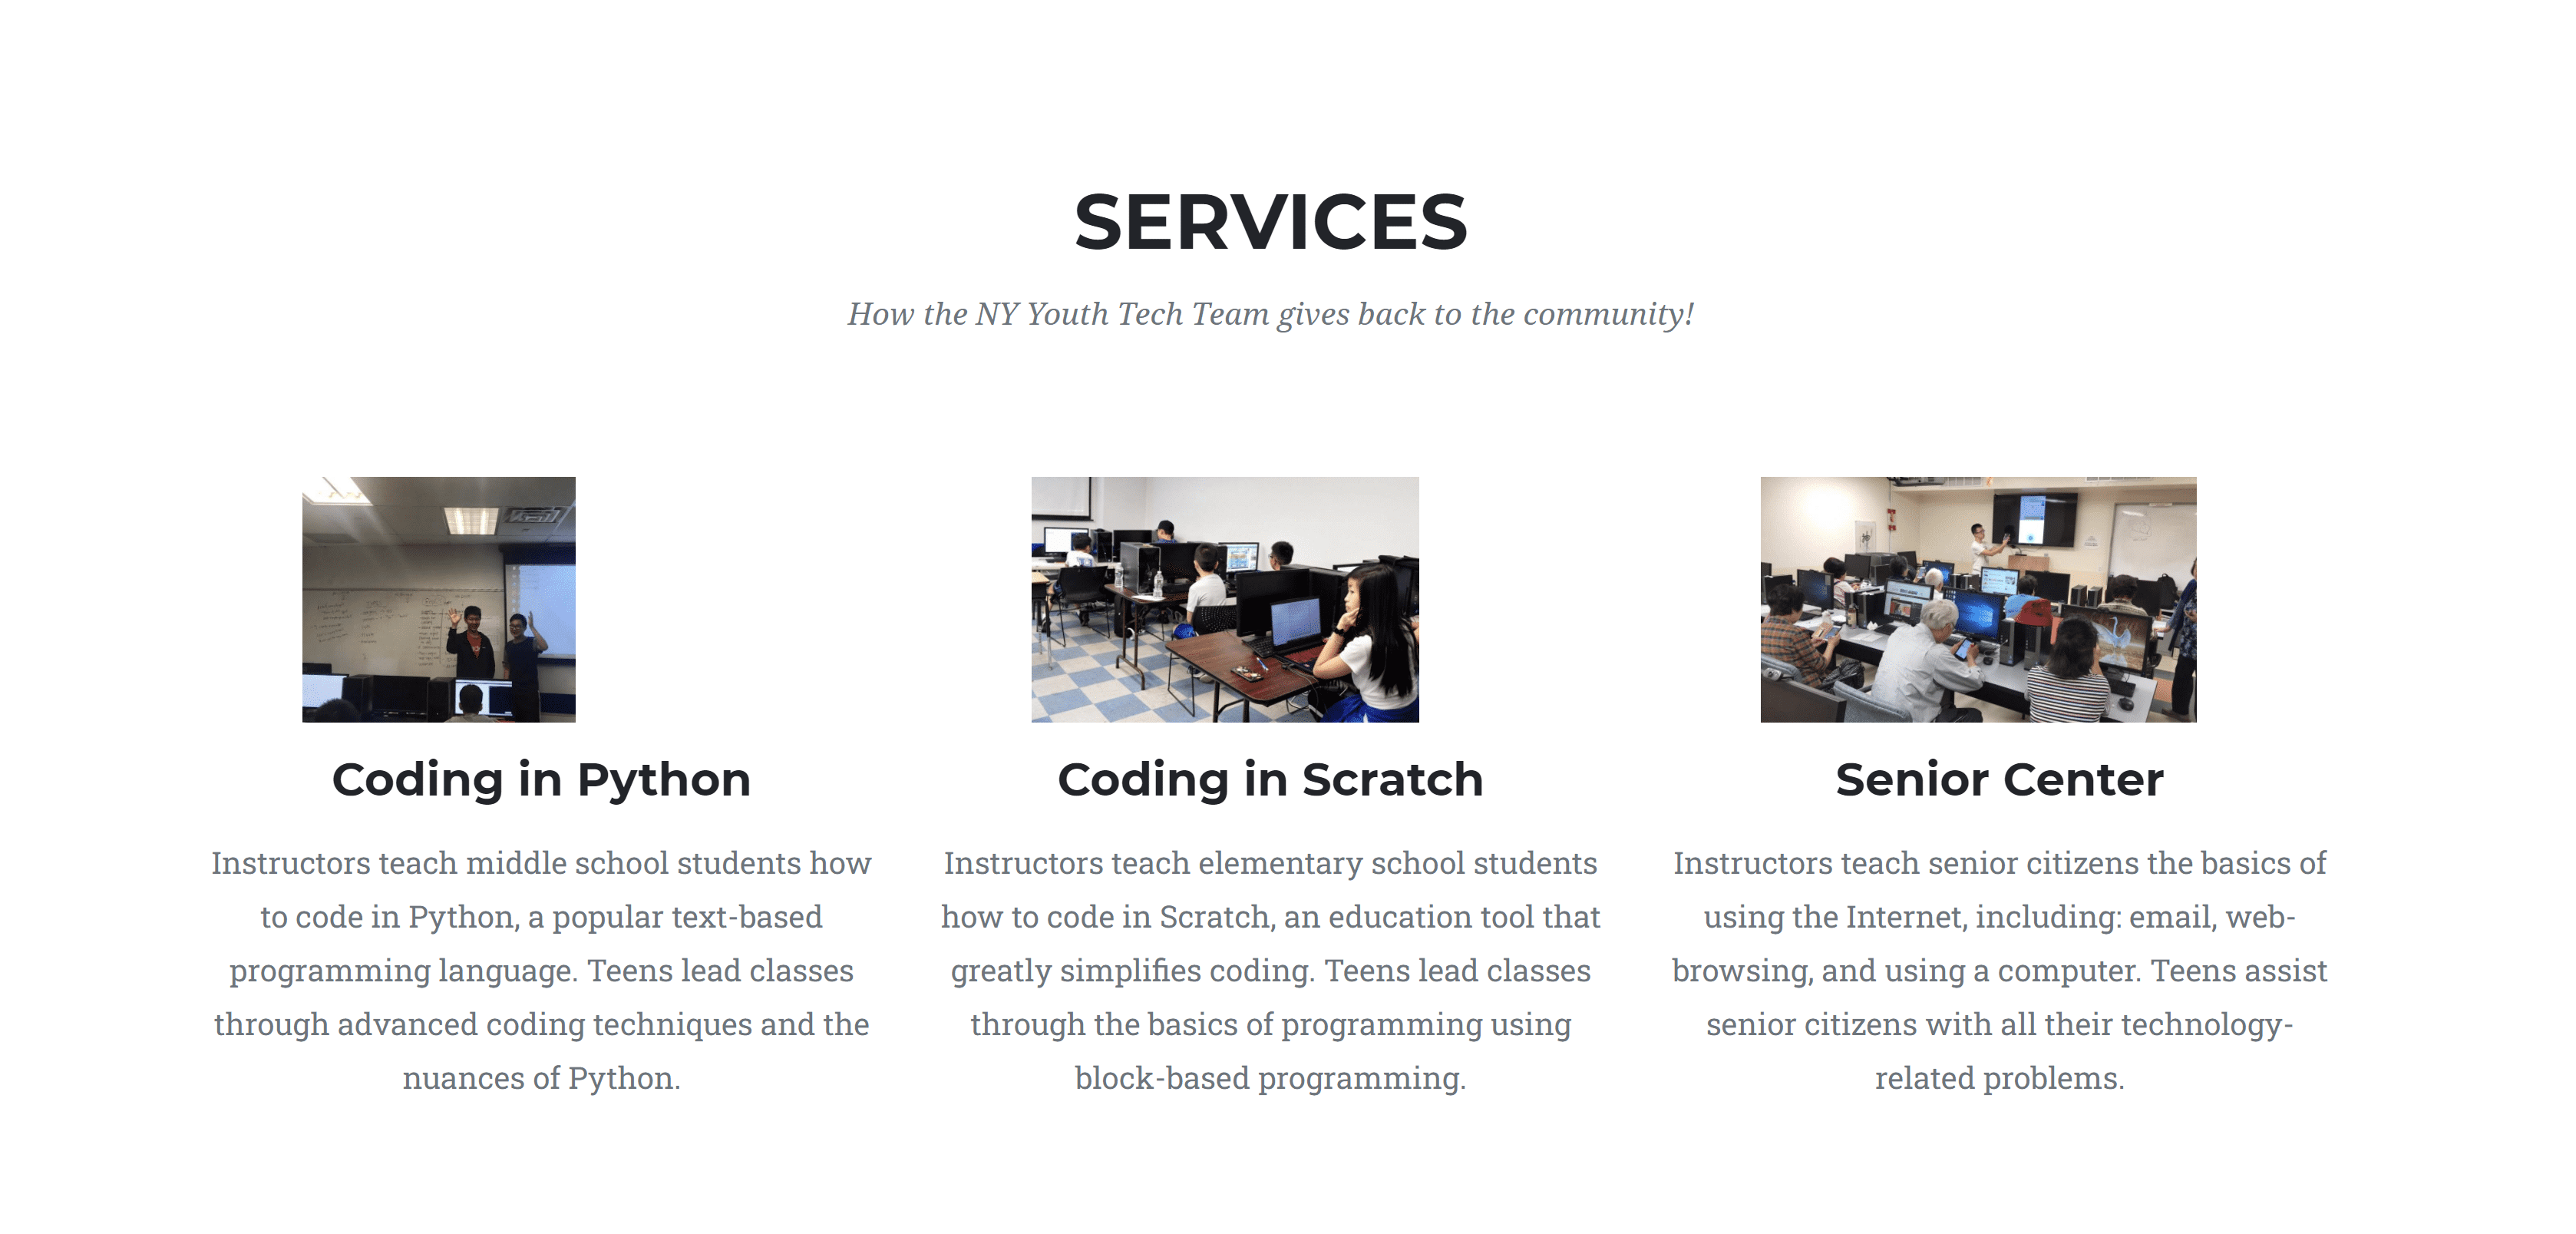 SERVICES
How the NY Youth Tech Team gives back to the community!
Coding in Python
Instructors teach middle school students how
to code in Python, a popular text-based
programming language. Teens lead classes
through advanced coding techniques and the
nuances of Python.
Coding in Scratch
Instructors teach elementary school students
how to code in Scratch, an education tool that
greatly simplifies coding. Teens lead classes
through the basics of programming using
block-based programming.
Senior Center
Instructors teach senior citizens the basics of
using the Internet, including: email, web-
browsing, and using a computer. Teens assist
senior citizens with all their technology-
related problems.